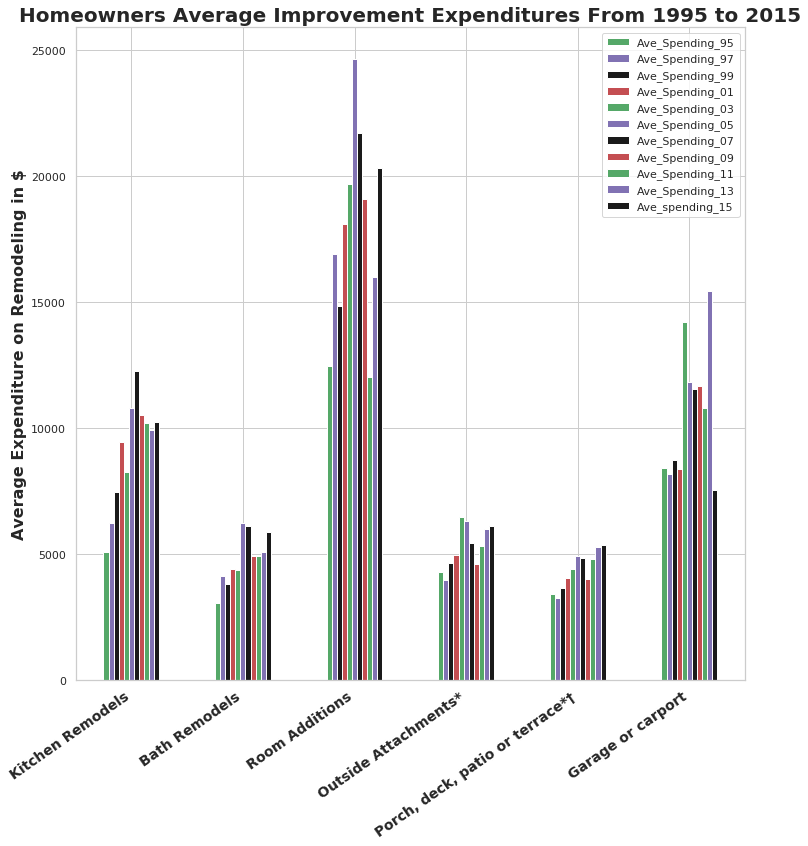 Homeowners Average Improvement Expenditures From 1995 to 2015
Average Expenditure on Remodeling in $
25000
20000
15000
10000
5000
0
Ave_Spending_95
Ave_Spending_97
Ave_Spending_99
Ave_Spending_01
Ave_Spending_03
Ave_Spending_05
Ave_Spending_07
Ave_Spending_09
Ave_Spending_11
Ave_Spending_13
Ave_spending_15
Kitchen Remodels
Bath Remodels
Room Additions
Outside Attachments*
Porch, deck, patio or terrace*†
Garage or carport